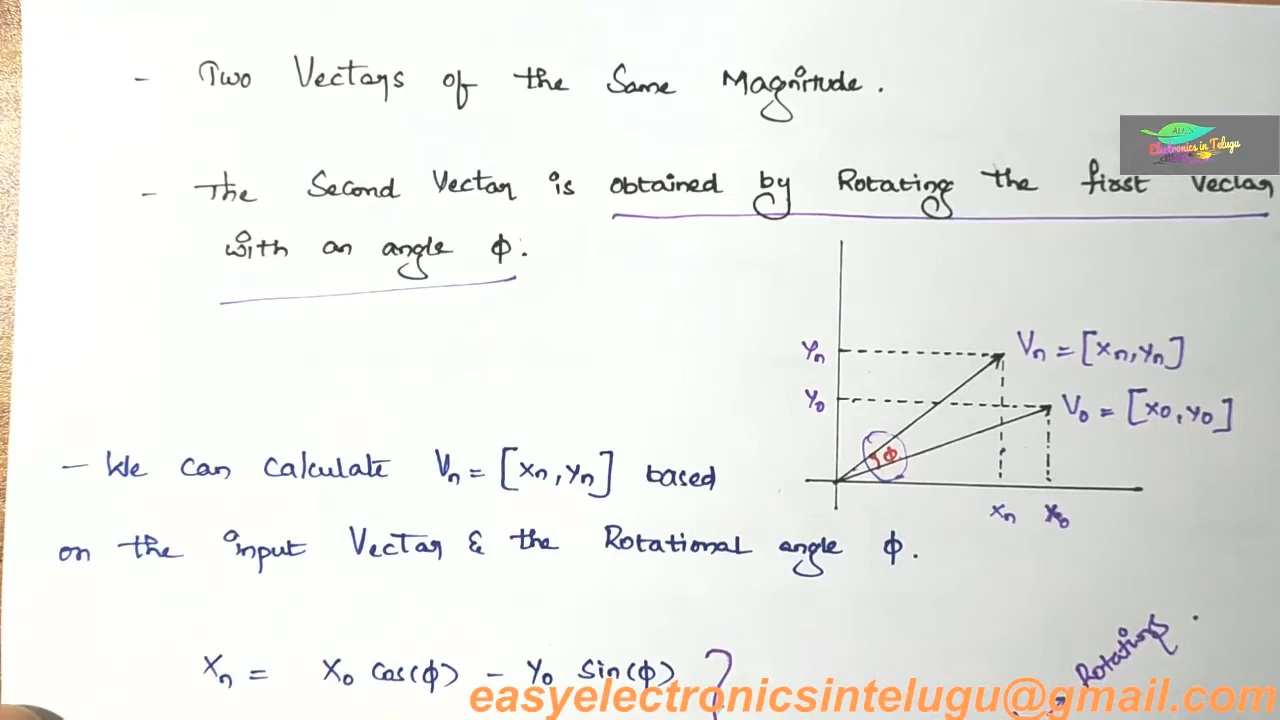 - Two Vectors of the Same Magnitude.
ALL
Electronics in Telugu
- The Second Vector is obtained by Rotating the first Vector
with an angle φ.
Yn
Vn = [xn, yn]
Y0
V0 = [x0, y0]
φ
- We can calculate Vn = [xn, yn] based
xn x0
on the input Vector & the Rotational angle φ.
Rotating
Xn = X0 cos(φ) - Y0 sin(φ)
easyelectronicsintelugu@gmail.com